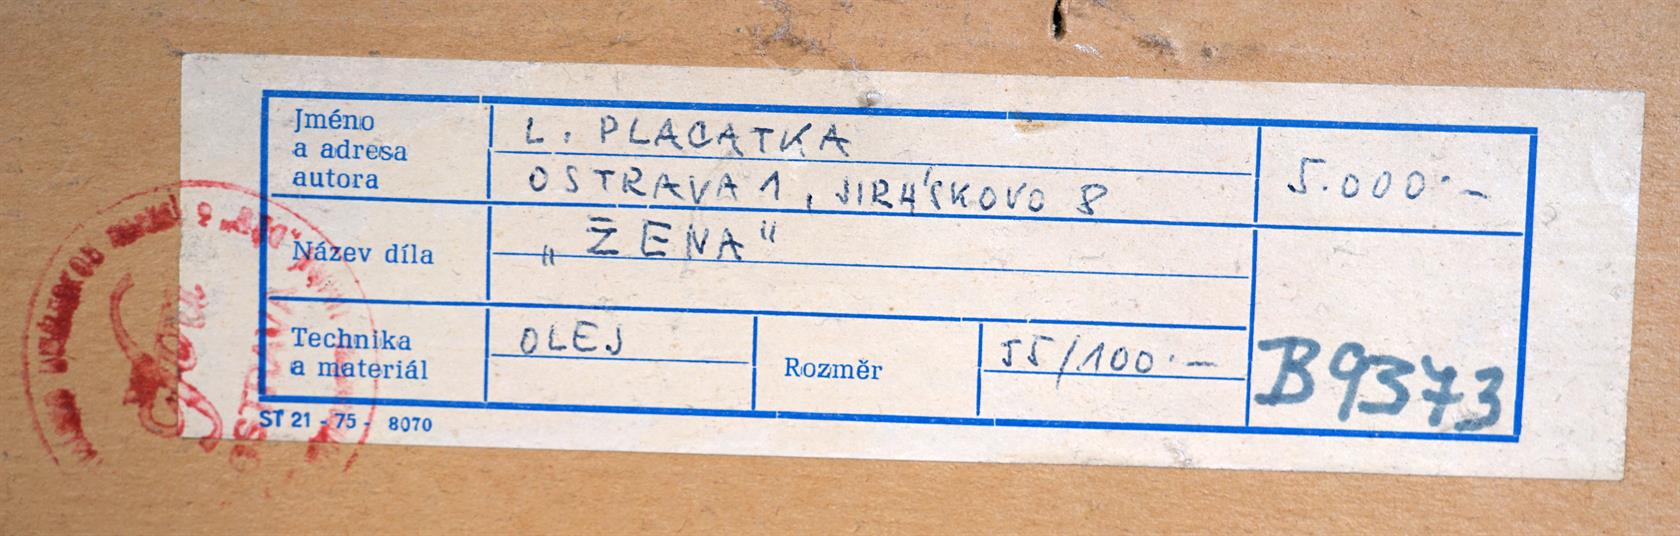 Jméno
a adresa
autora
L. PLACATKA
OSTRAVA 1, JIRÁSKOVO 8
5.000.-
Název díla
„ŽENA“
Technika
a materiál
OLEJ
Rozměr
55/100.-
B9373
ST 21 - 75 - 8070
OSTRAVA